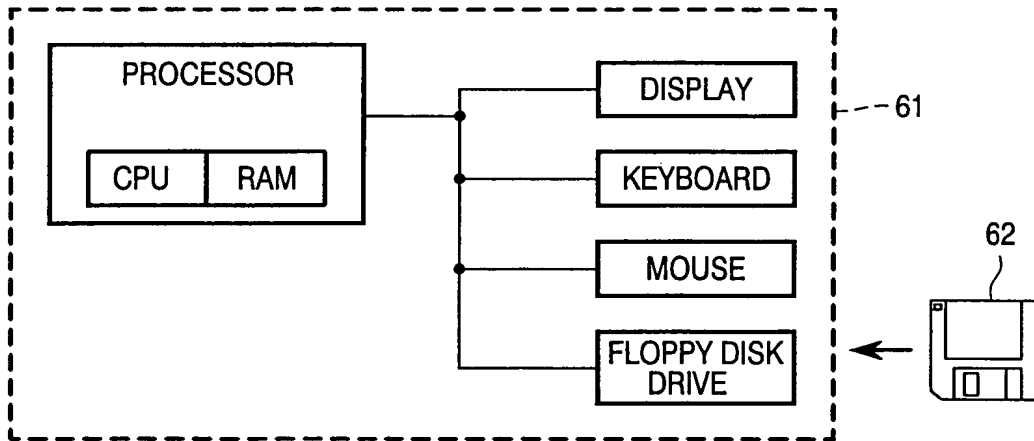 PROCESSOR
CPU
RAM
DISPLAY
KEYBOARD
MOUSE
FLOPPY DISK
DRIVE
61
62